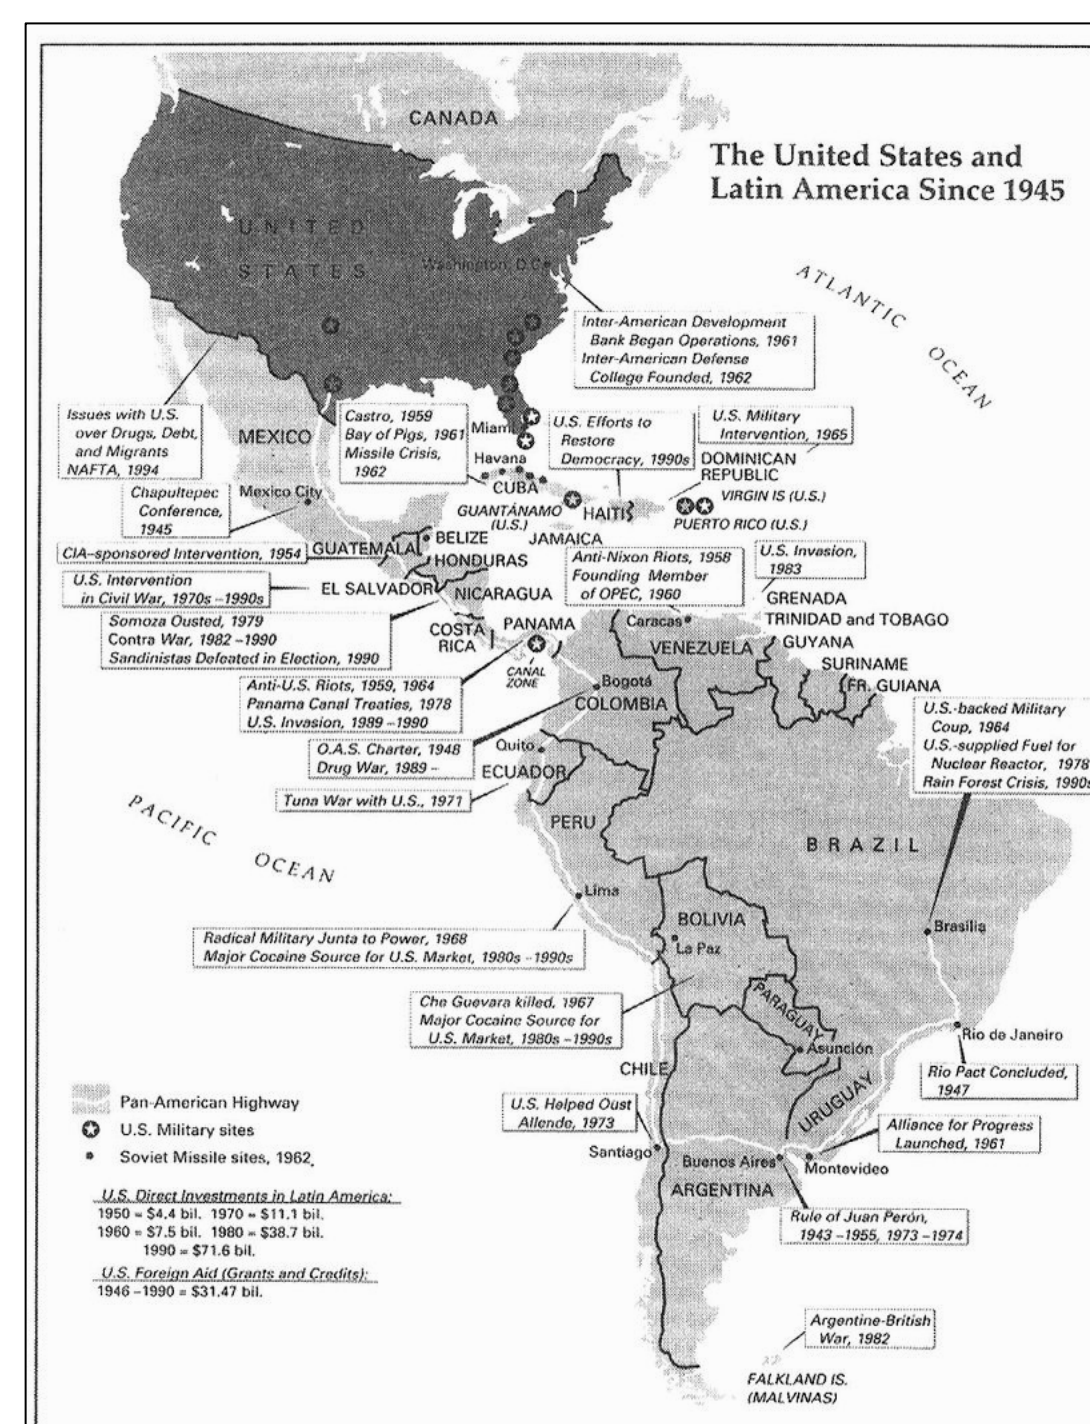 CANADA
The United States and
Latin America Since 1945
UNITED
STATES
Washington, D.C.
ATLANTIC
OCEAN
Inter-American Development
Bank Began Operations, 1961
Inter-American Defense
College Founded, 1962
Issues with U.S.
over Drugs, Debt,
and Migrants
NAFTA, 1994
MEXICO
Castro, 1959
Bay of Pigs, 1961
Missile Crisis,
1962
Miami
U.S. Efforts to
Restore
Democracy, 1990s
U.S. Military
Intervention, 1965
DOMINICAN
REPUBLIC
Havana
CUBA
Chapultepec
Conference,
1945
Mexico City
GUANTÁNAMO
(U.S.)
HAITI
VIRGIN IS (U.S.)
PUERTO RICO (U.S.)
JAMAICA
CIA-sponsored Intervention, 1954
GUATEMALA
BELIZE
HONDURAS
U.S. Intervention
in Civil War, 1970s-1990s
EL SALVADOR
NICARAGUA
Anti-Nixon Riots, 1958
Founding Member
of OPEC, 1960
U.S. Invasion,
1983
GRENADA
TRINIDAD and TOBAGO
Somoza Ousted, 1979
Contra War, 1982-1990
Sandinistas Defeated in Election, 1990
COSTA
RICA
PANAMA
CANAL
ZONE
Caracas
VENEZUELA
GUYANA
SURINAME
FR. GUIANA
Anti-U.S. Riots, 1959, 1964
Panama Canal Treaties, 1978
U.S. Invasion, 1989-1990
Bogotá
COLOMBIA
U.S.-backed Military
Coup, 1964
U.S.-supplied Fuel for
Nuclear Reactor, 1978
Rain Forest Crisis, 1990s
O.A.S. Charter, 1948
Drug War, 1989-
Quito
ECUADOR
Tuna War with U.S., 1971
PACIFIC
OCEAN
PERU
BRAZIL
Lima
BOLIVIA
La Paz
Brasilia
Radical Military Junta to Power, 1968
Major Cocaine Source for U.S. Market, 1980s-1990s
Che Guevara killed, 1967
Major Cocaine Source for
U.S. Market, 1980s-1990s
PARAGUAY
Asunción
Rio de Janeiro
Rio Pact Concluded,
1947
CHILE
URUGUAY
U.S. Helped Oust
Allende, 1973
Alliance for Progress
Launched, 1961
Santiago
Buenos Aires
Montevideo
ARGENTINA
Rule of Juan Perón,
1943-1955, 1973-1974
Pan-American Highway
U.S. Military sites
Soviet Missile sites, 1962
U.S. Direct Investments in Latin America:
1950 = $4.4 bil. 1970 = $11.1 bil.
1960 = $7.5 bil. 1980 = $38.7 bil.
1990 = $71.6 bil.
U.S. Foreign Aid (Grants and Credits):
1946-1990 = $31.47 bil.
Argentine-British
War, 1982
FALKLAND IS.
(MALVINAS)